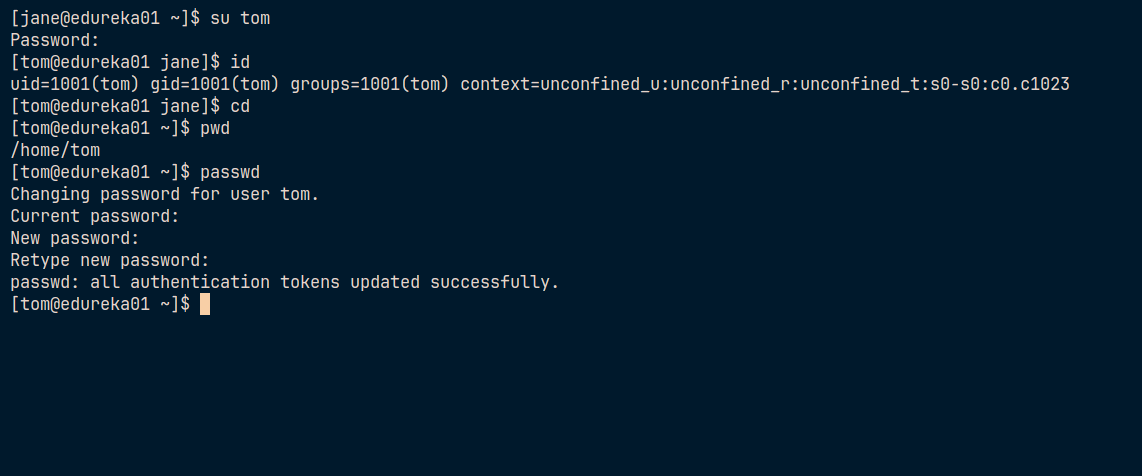 [jane@edureka01 ~]$ su tom
Password:
[tom@edureka01 jane]$ id
uid=1001(tom) gid=1001(tom) groups=1001(tom) context=unconfined_u:unconfined_r:unconfined_t:s0-s0:c0.c1023
[tom@edureka01 jane]$ cd
[tom@edureka01 ~]$ pwd
/home/tom
[tom@edureka01 ~]$ passwd
Changing password for user tom.
Current password:
New password:
Retype new password:
passwd: all authentication tokens updated successfully.
[tom@edureka01 ~]$